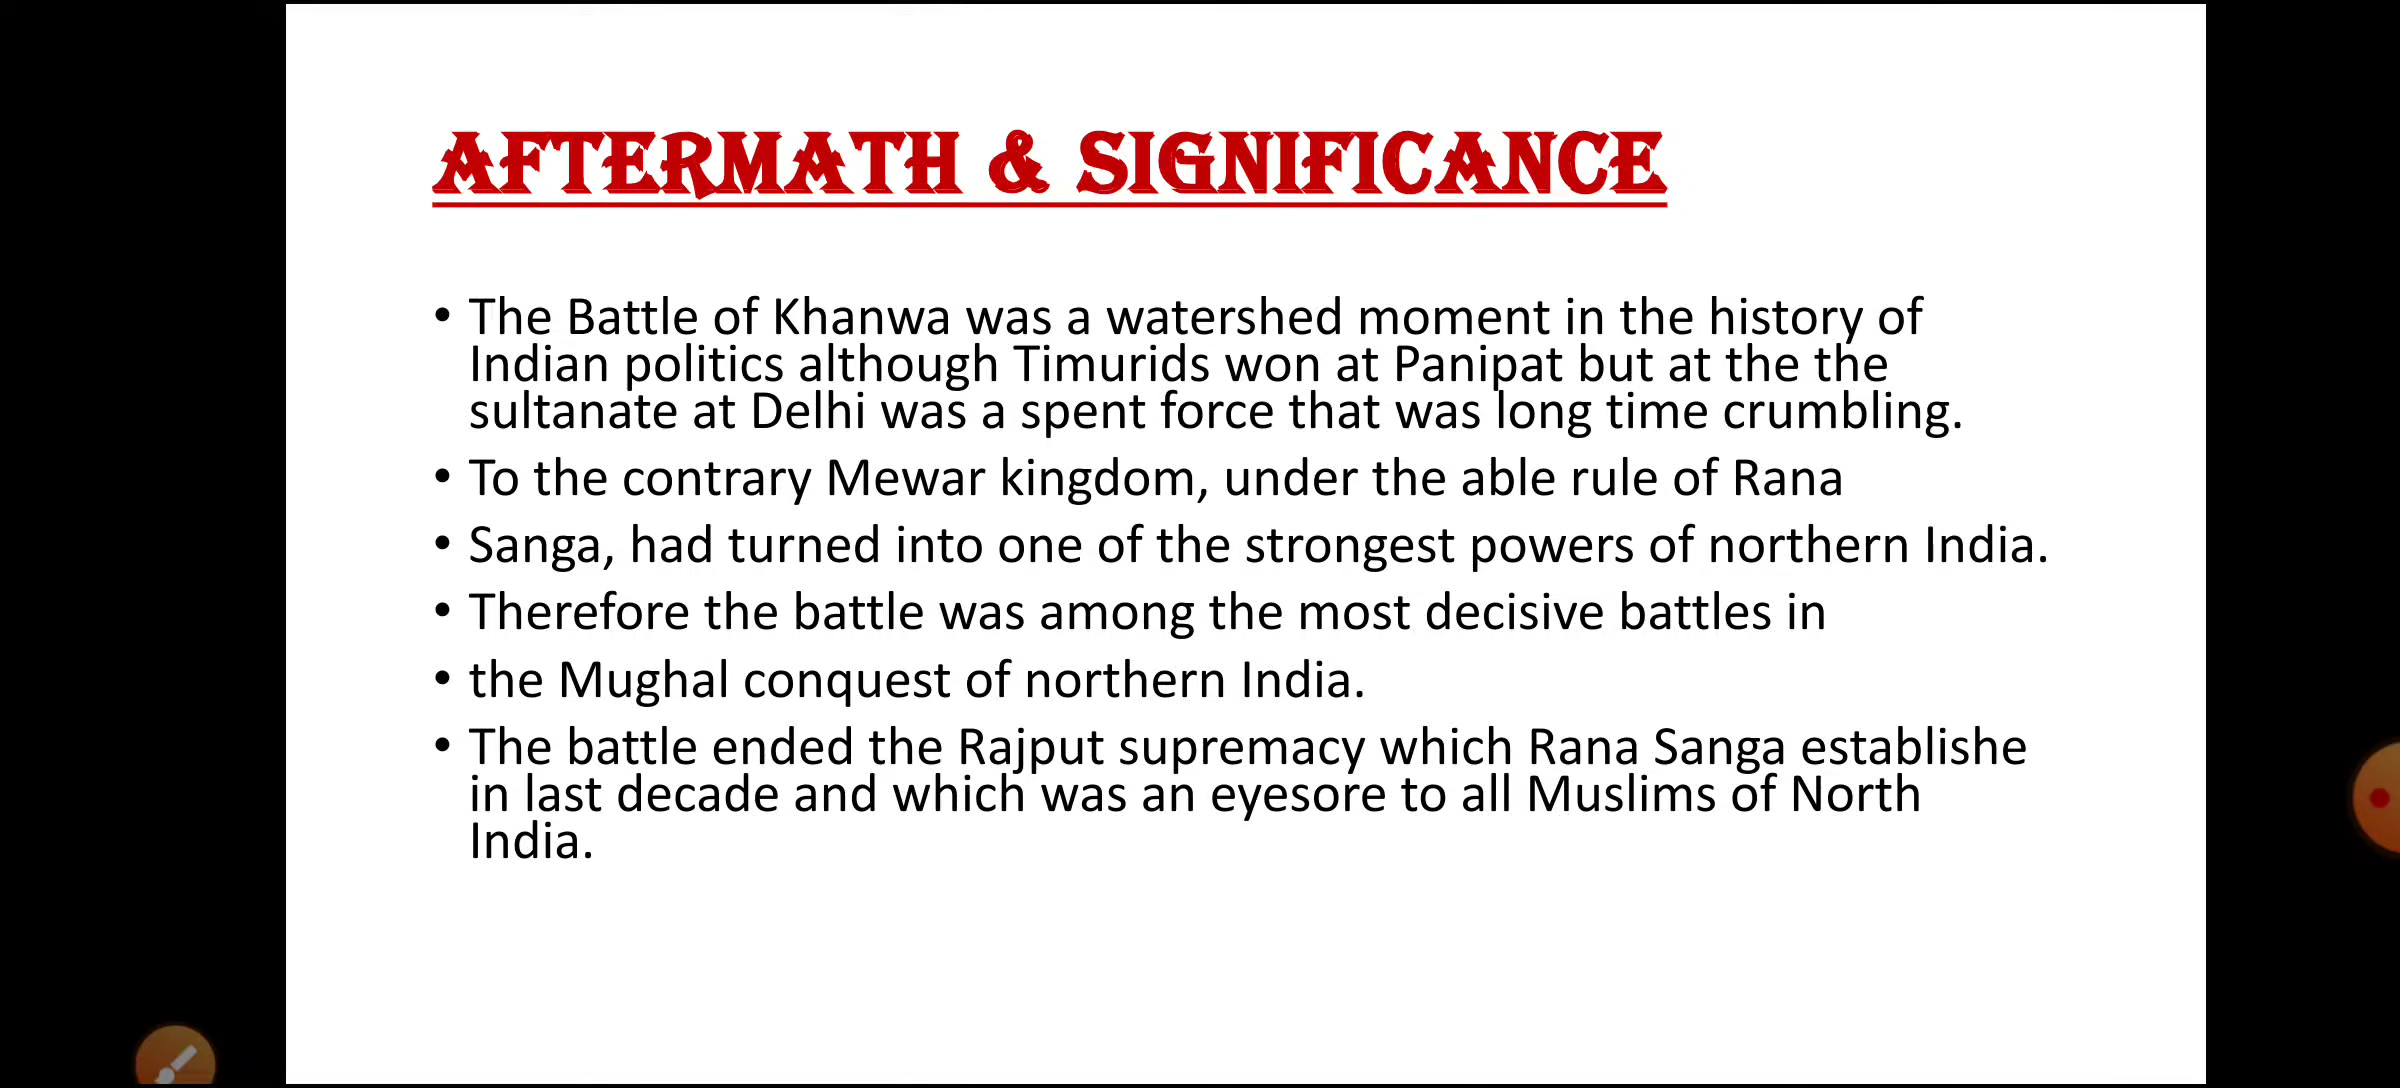 AFTERMATH & SIGNIFICANCE
• The Battle of Khanwa was a watershed moment in the history of
Indian politics although Timurids won at Panipat but at the the
sultanate at Delhi was a spent force that was long time crumbling.
• To the contrary Mewar kingdom, under the able rule of Rana
• Sanga, had turned into one of the strongest powers of northern India.
• Therefore the battle was among the most decisive battles in
• the Mughal conquest of northern India.
• The battle ended the Rajput supremacy which Rana Sanga establishe
in last decade and which was an eyesore to all Muslims of North
India.